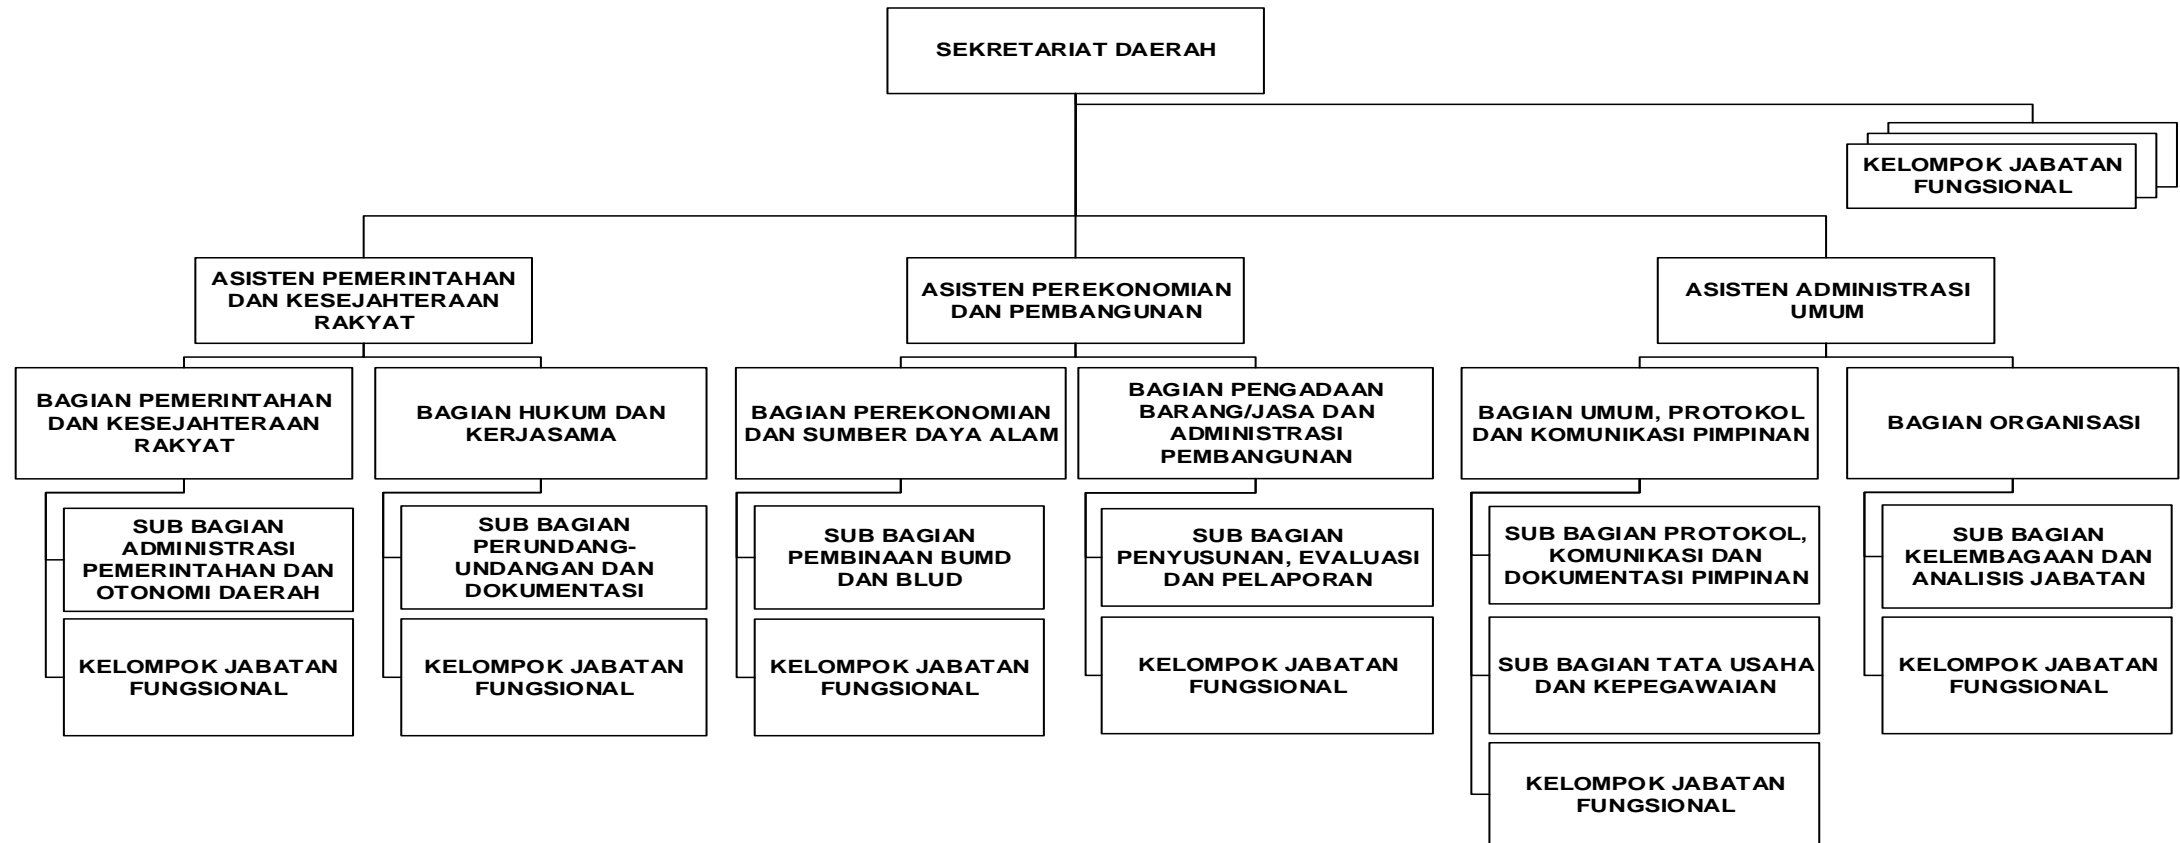 SEKRETARIAT DAERAH
KELOMPOK JABATAN
FUNGSIONAL
ASISTEN PEMERINTAHAN
DAN KESEJAHTERAAN
RAKYAT
ASISTEN PEREKONOMIAN
DAN PEMBANGUNAN
ASISTEN ADMINISTRASI
UMUM
BAGIAN PEMERINTAHAN
DAN KESEJAHTERAAN
RAKYAT
BAGIAN HUKUM DAN
KERJASAMA
BAGIAN PEREKONOMIAN
DAN SUMBER DAYA ALAM
BAGIAN PENGADAAN
BARANG/JASA DAN
ADMINISTRASI
PEMBANGUNAN
BAGIAN UMUM, PROTOKOL
DAN KOMUNIKASI PIMPINAN
BAGIAN ORGANISASI
SUB BAGIAN
ADMINISTRASI
PEMERINTAHAN DAN
OTONOMI DAERAH
SUB BAGIAN
PERUNDANG-
UNDANGAN DAN
DOKUMENTASI
SUB BAGIAN
PEMBINAAN BUMD
DAN BLUD
SUB BAGIAN
PENYUSUNAN, EVALUASI
DAN PELAPORAN
SUB BAGIAN PROTOKOL,
KOMUNIKASI DAN
DOKUMENTASI PIMPINAN
SUB BAGIAN
KELEMBAGAAN DAN
ANALISIS JABATAN
KELOMPOK JABATAN
FUNGSIONAL
KELOMPOK JABATAN
FUNGSIONAL
KELOMPOK JABATAN
FUNGSIONAL
KELOMPOK JABATAN
FUNGSIONAL
SUB BAGIAN TATA USAHA
DAN KEPEGAWAIAN
KELOMPOK JABATAN
FUNGSIONAL
KELOMPOK JABATAN
FUNGSIONAL